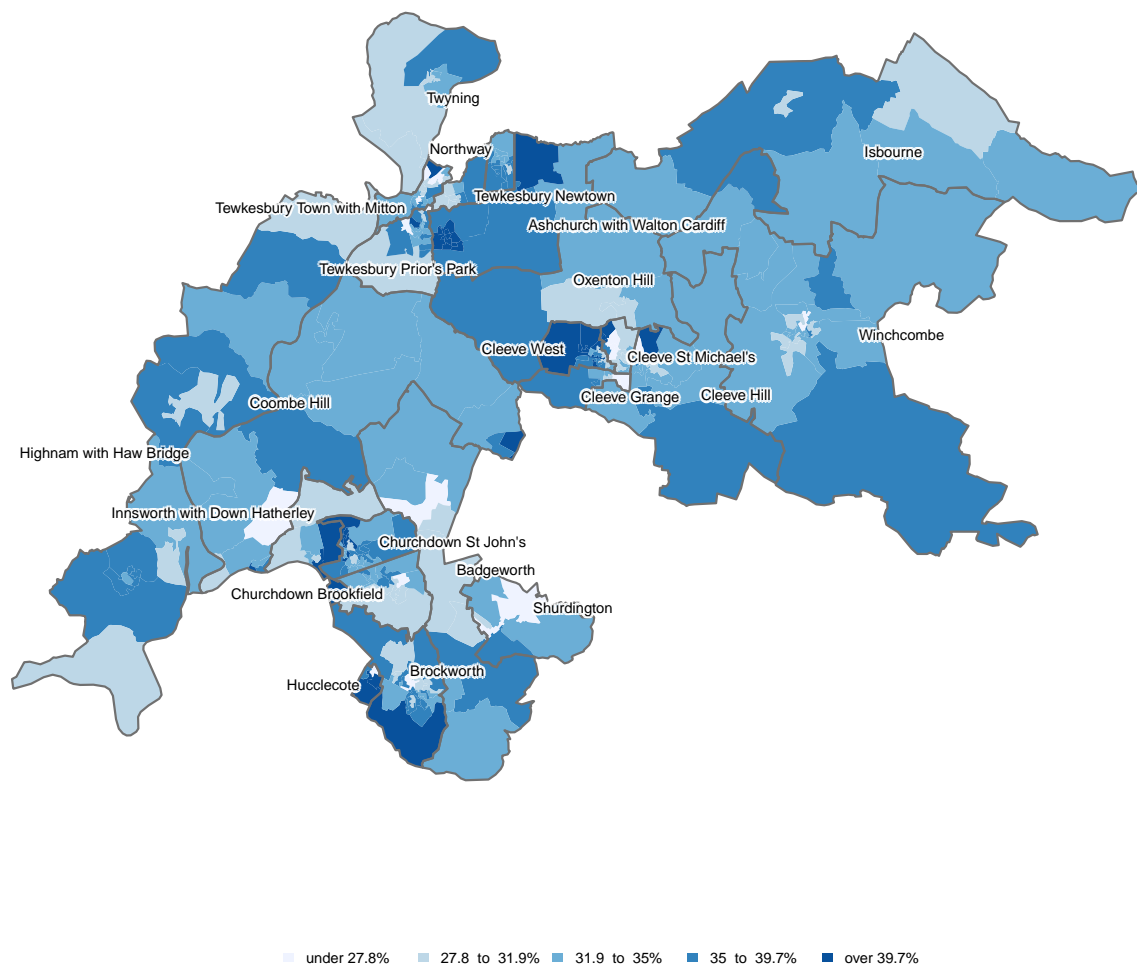 Twyning
Northway
Isbourne
Tewkesbury Newtown
Tewkesbury Town with Mitton
Ashchurch with Walton Cardiff
Tewkesbury Prior's Park
Oxenton Hill
Winchcombe
Cleeve West
Cleeve St Michael's
Cleeve Grange
Cleeve Hill
Coombe Hill
Highnam with Haw Bridge
Innsworth with Down Hatherley
Churchdown St John's
Badgeworth
Churchdown Brookfield
Shurdington
Brockworth
Hucclecote
under 27.8% 27.8 to 31.9% 31.9 to 35% 35 to 39.7% over 39.7%